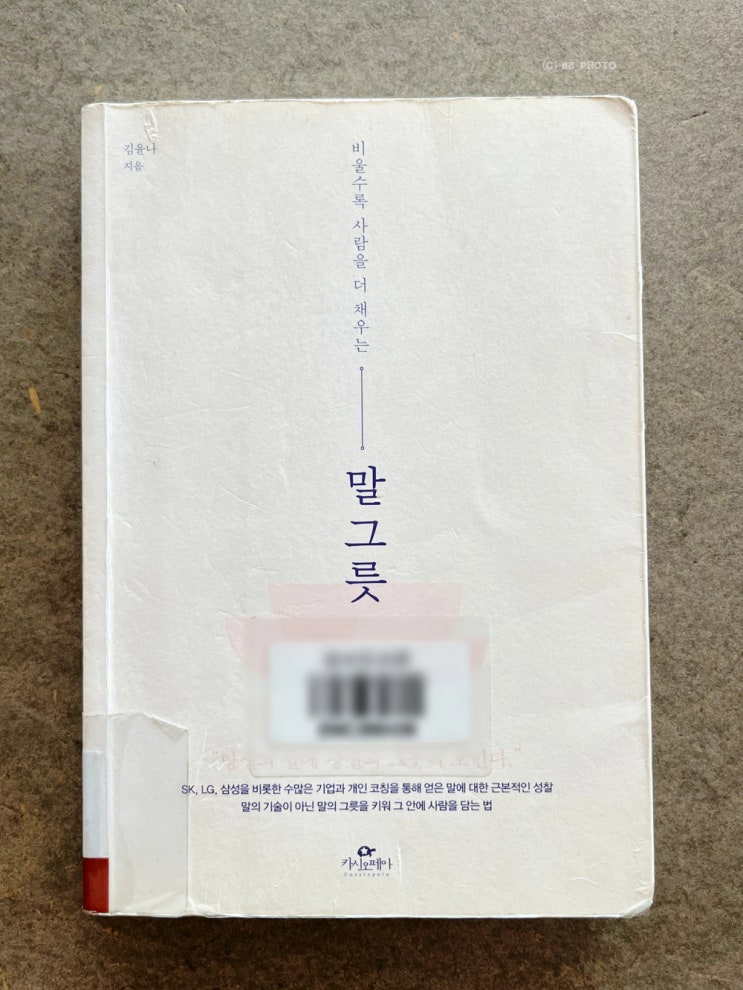 (C) BB_PHOTO
김윤나
지음
비울수록 사람을 더 채우는
말 그릇
SK, LG, 삼성을 비롯한 수많은 기업과 개인 코칭을 통해 얻은 말에 대한 근본적인 성찰
말의 기술이 아닌 말의 그릇을 키워 그 안에 사람을 담는 법
카시오페아
Cassiopeia